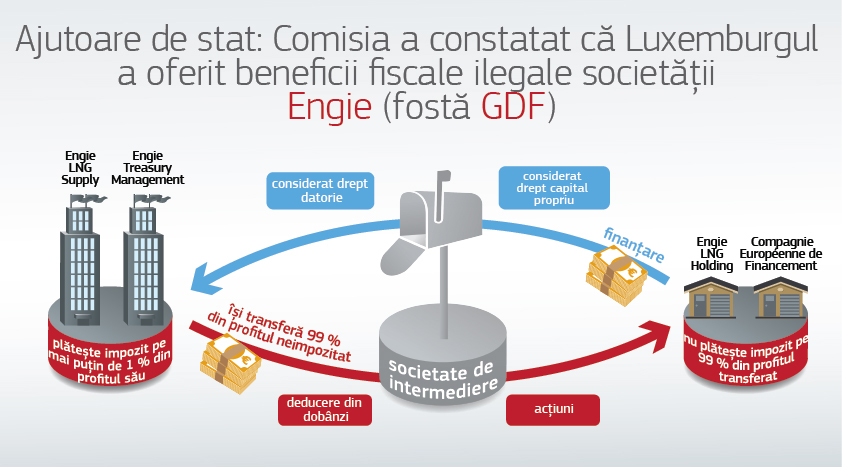 Ajutoare de stat: Comisia a constatat că Luxemburgul
a oferit beneficii fiscale ilegale societății
Engie (fostă GDF)
Engie
LNG
Supply
Engie
Treasury
Management
considerat drept
datorie
considerat
drept capital
propriu
finanțare
Engie
LNG
Holding
Compagnie
Européenne de
Financement
plătește impozit pe
mai puțin de 1 % din
profitul său
își transferă 99 %
din profitul neimpozitat
societate de
intermediere
nu plătește impozit pe
99 % din profitul
transferat
deducere din
dobânzi
acțiuni